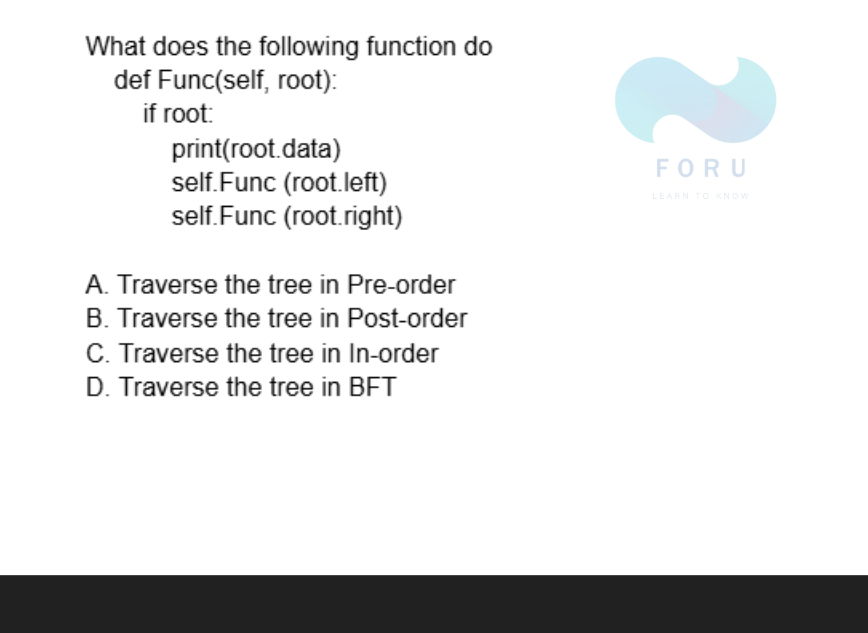 What does the following function do
def Func(self, root):
if root:
print(root.data)
self.Func (root.left)
self.Func (root.right)
A. Traverse the tree in Pre-order
B. Traverse the tree in Post-order
C. Traverse the tree in In-order
D. Traverse the tree in BFT
FORU
LEARN TO KNOW